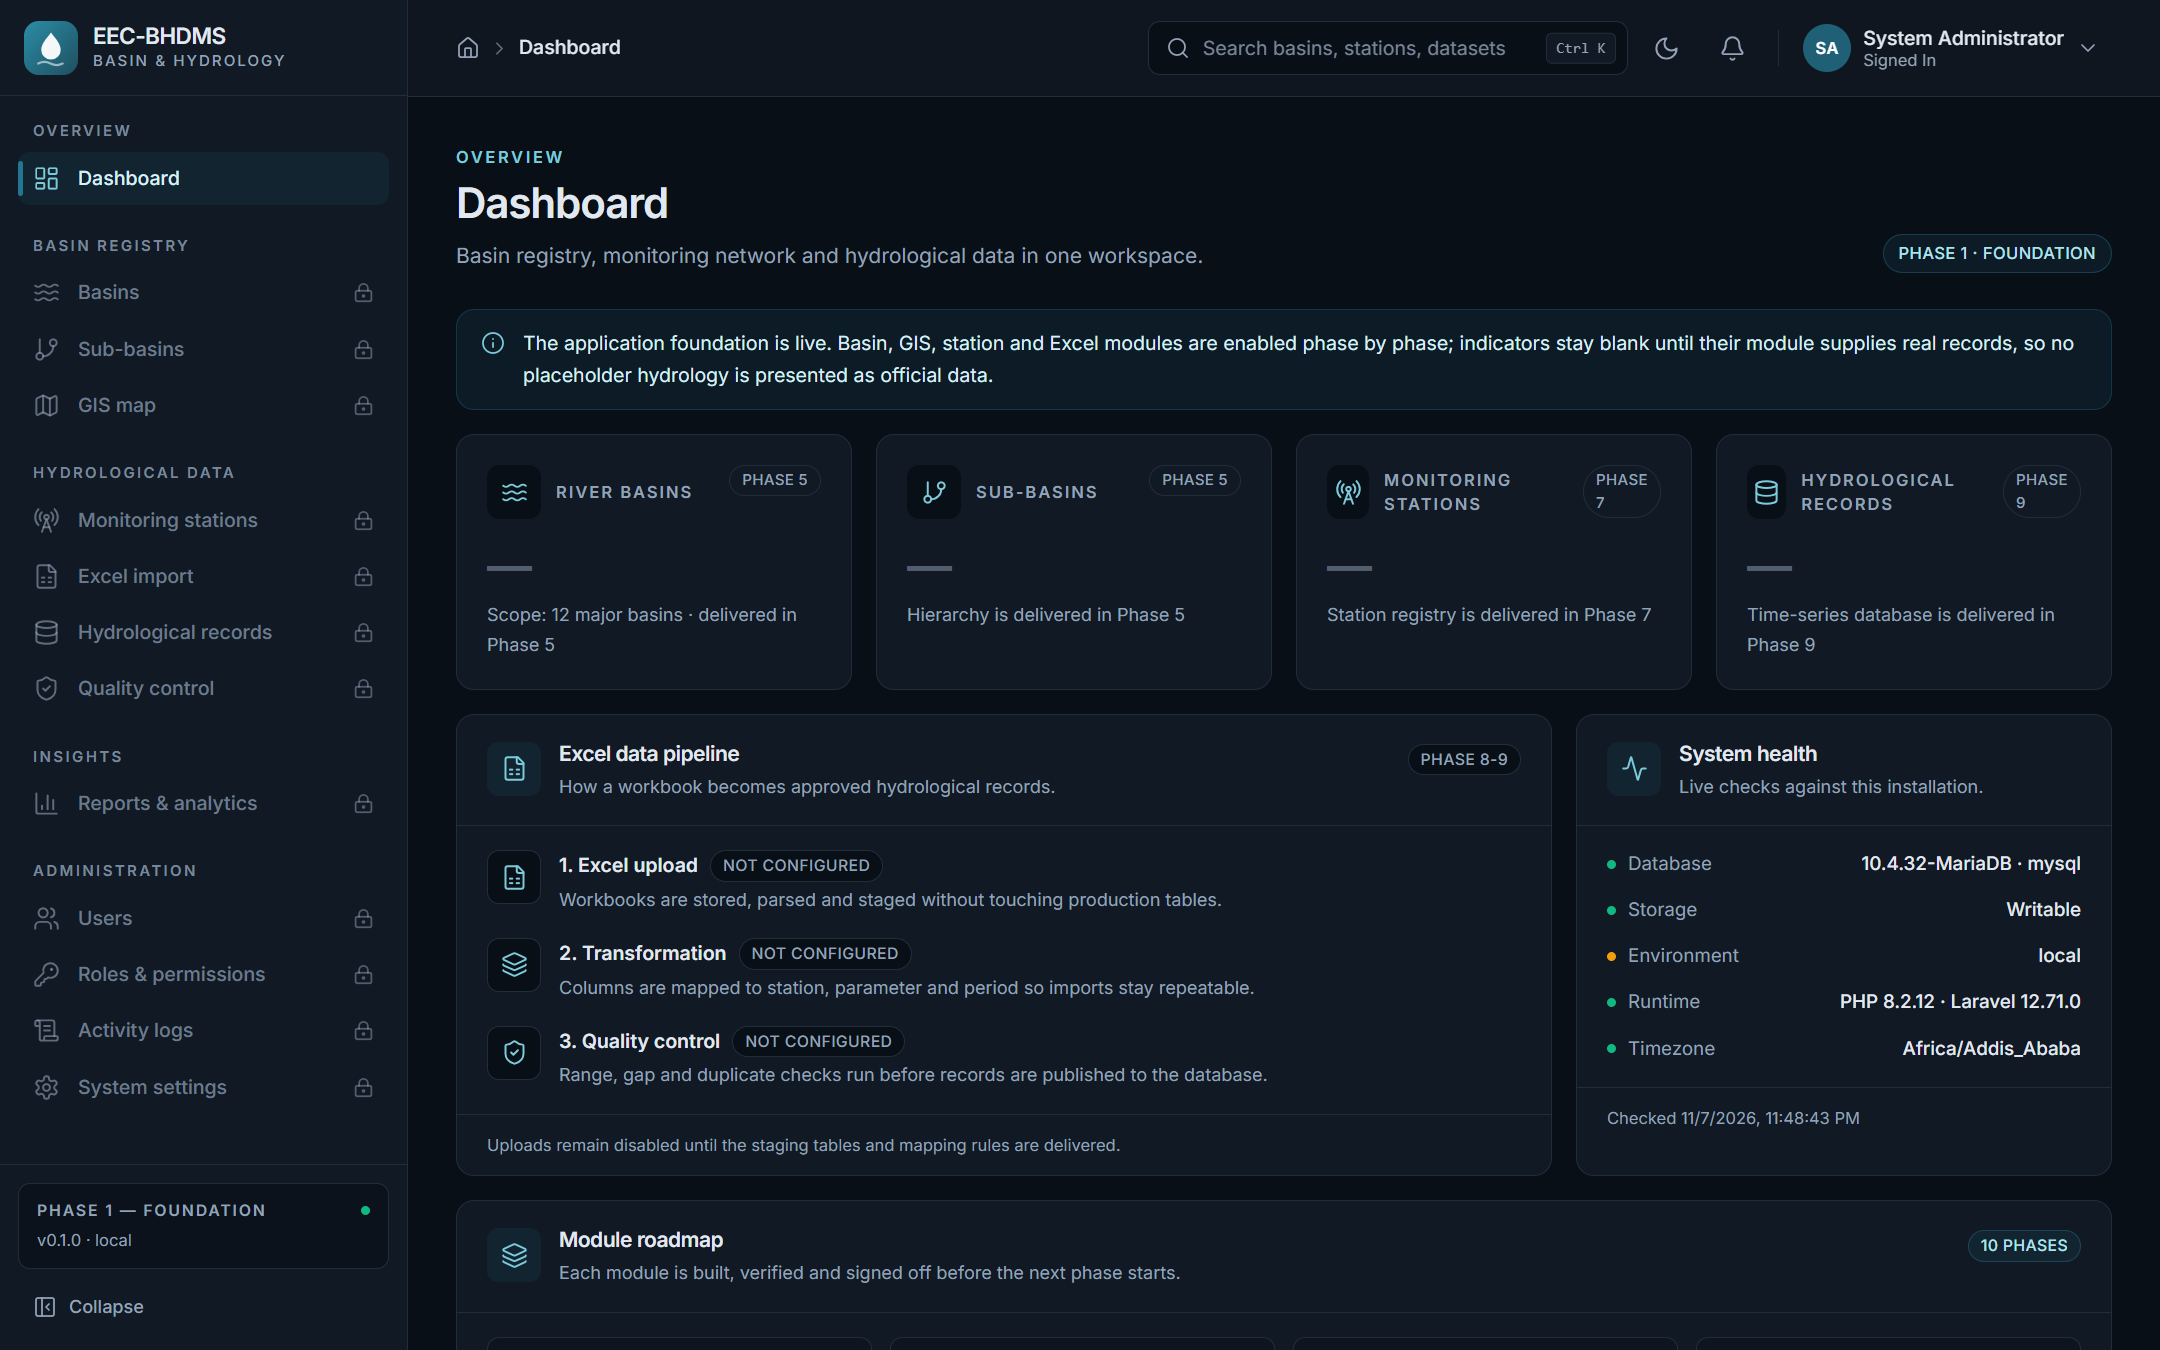 EEC-BHDMS
BASIN & HYDROLOGY
OVERVIEW
Dashboard
BASIN REGISTRY
Basins
Sub-basins
GIS map
HYDROLOGICAL DATA
Monitoring stations
Excel import
Hydrological records
Quality control
INSIGHTS
Reports & analytics
ADMINISTRATION
Users
Roles & permissions
Activity logs
System settings
PHASE 1 — FOUNDATION
v0.1.0 · local
Collapse
Dashboard
Search basins, stations, datasets
Ctrl K
SA
System Administrator
Signed In
OVERVIEW
Dashboard
Basin registry, monitoring network and hydrological data in one workspace.
PHASE 1 · FOUNDATION
The application foundation is live. Basin, GIS, station and Excel modules are enabled phase by phase; indicators stay blank until their module supplies real records, so no
placeholder hydrology is presented as official data.
RIVER BASINS
PHASE 5
—
Scope: 12 major basins · delivered in
Phase 5
SUB-BASINS
PHASE 5
—
Hierarchy is delivered in Phase 5
MONITORING
STATIONS
PHASE
7
—
Station registry is delivered in Phase 7
HYDROLOGICAL
RECORDS
PHASE
9
—
Time-series database is delivered in
Phase 9
Excel data pipeline
How a workbook becomes approved hydrological records.
PHASE 8-9
1. Excel upload
NOT CONFIGURED
Workbooks are stored, parsed and staged without touching production tables.
2. Transformation
NOT CONFIGURED
Columns are mapped to station, parameter and period so imports stay repeatable.
3. Quality control
NOT CONFIGURED
Range, gap and duplicate checks run before records are published to the database.
Uploads remain disabled until the staging tables and mapping rules are delivered.
System health
Live checks against this installation.
Database
10.4.32-MariaDB · mysql
Storage
Writable
Environment
local
Runtime
PHP 8.2.12 · Laravel 12.71.0
Timezone
Africa/Addis_Ababa
Checked 11/7/2026, 11:48:43 PM
Module roadmap
Each module is built, verified and signed off before the next phase starts.
10 PHASES